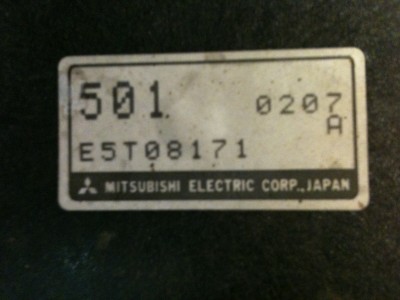 501 0207
A
E5T08171
MITSUBISHI ELECTRIC CORP., JAPAN